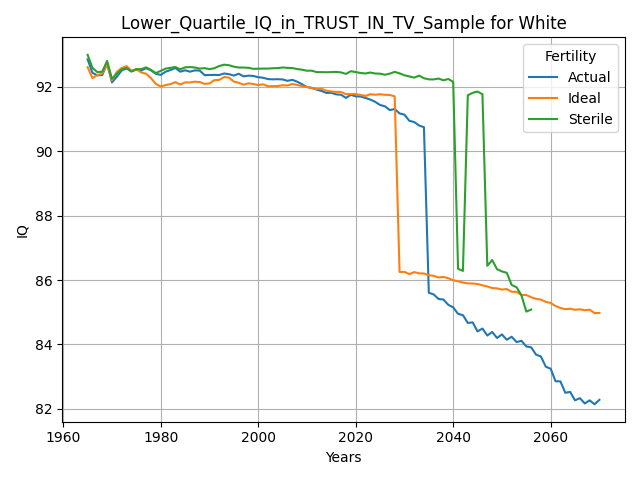 Lower_Quartile_IQ_in_TRUST_IN_TV_Sample for White
Fertility
Actual
Ideal
Sterile
IQ
92
90
88
86
84
82
1960
1980
2000
2020
2040
2060
Years